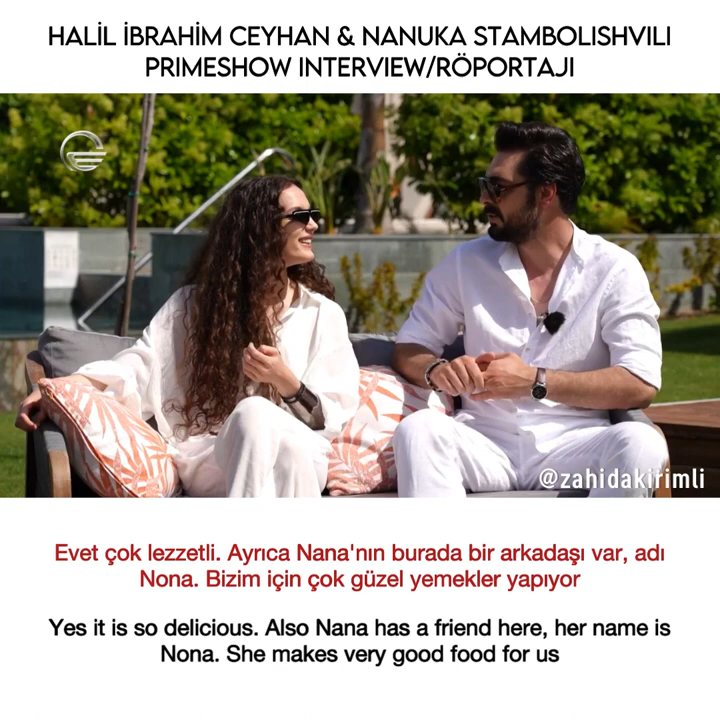 HALİL İBRAHİM CEYHAN & NANUKA STAMBOLISHVILI
PRIMESHOW INTERVIEW/RÖPORTAJI
@zahidakirimli
Evet çok lezzetli. Ayrıca Nana'nın burada bir arkadaşı var, adı
Nona. Bizim için çok güzel yemekler yapıyor
Yes it is so delicious. Also Nana has a friend here, her name is
Nona. She makes very good food for us